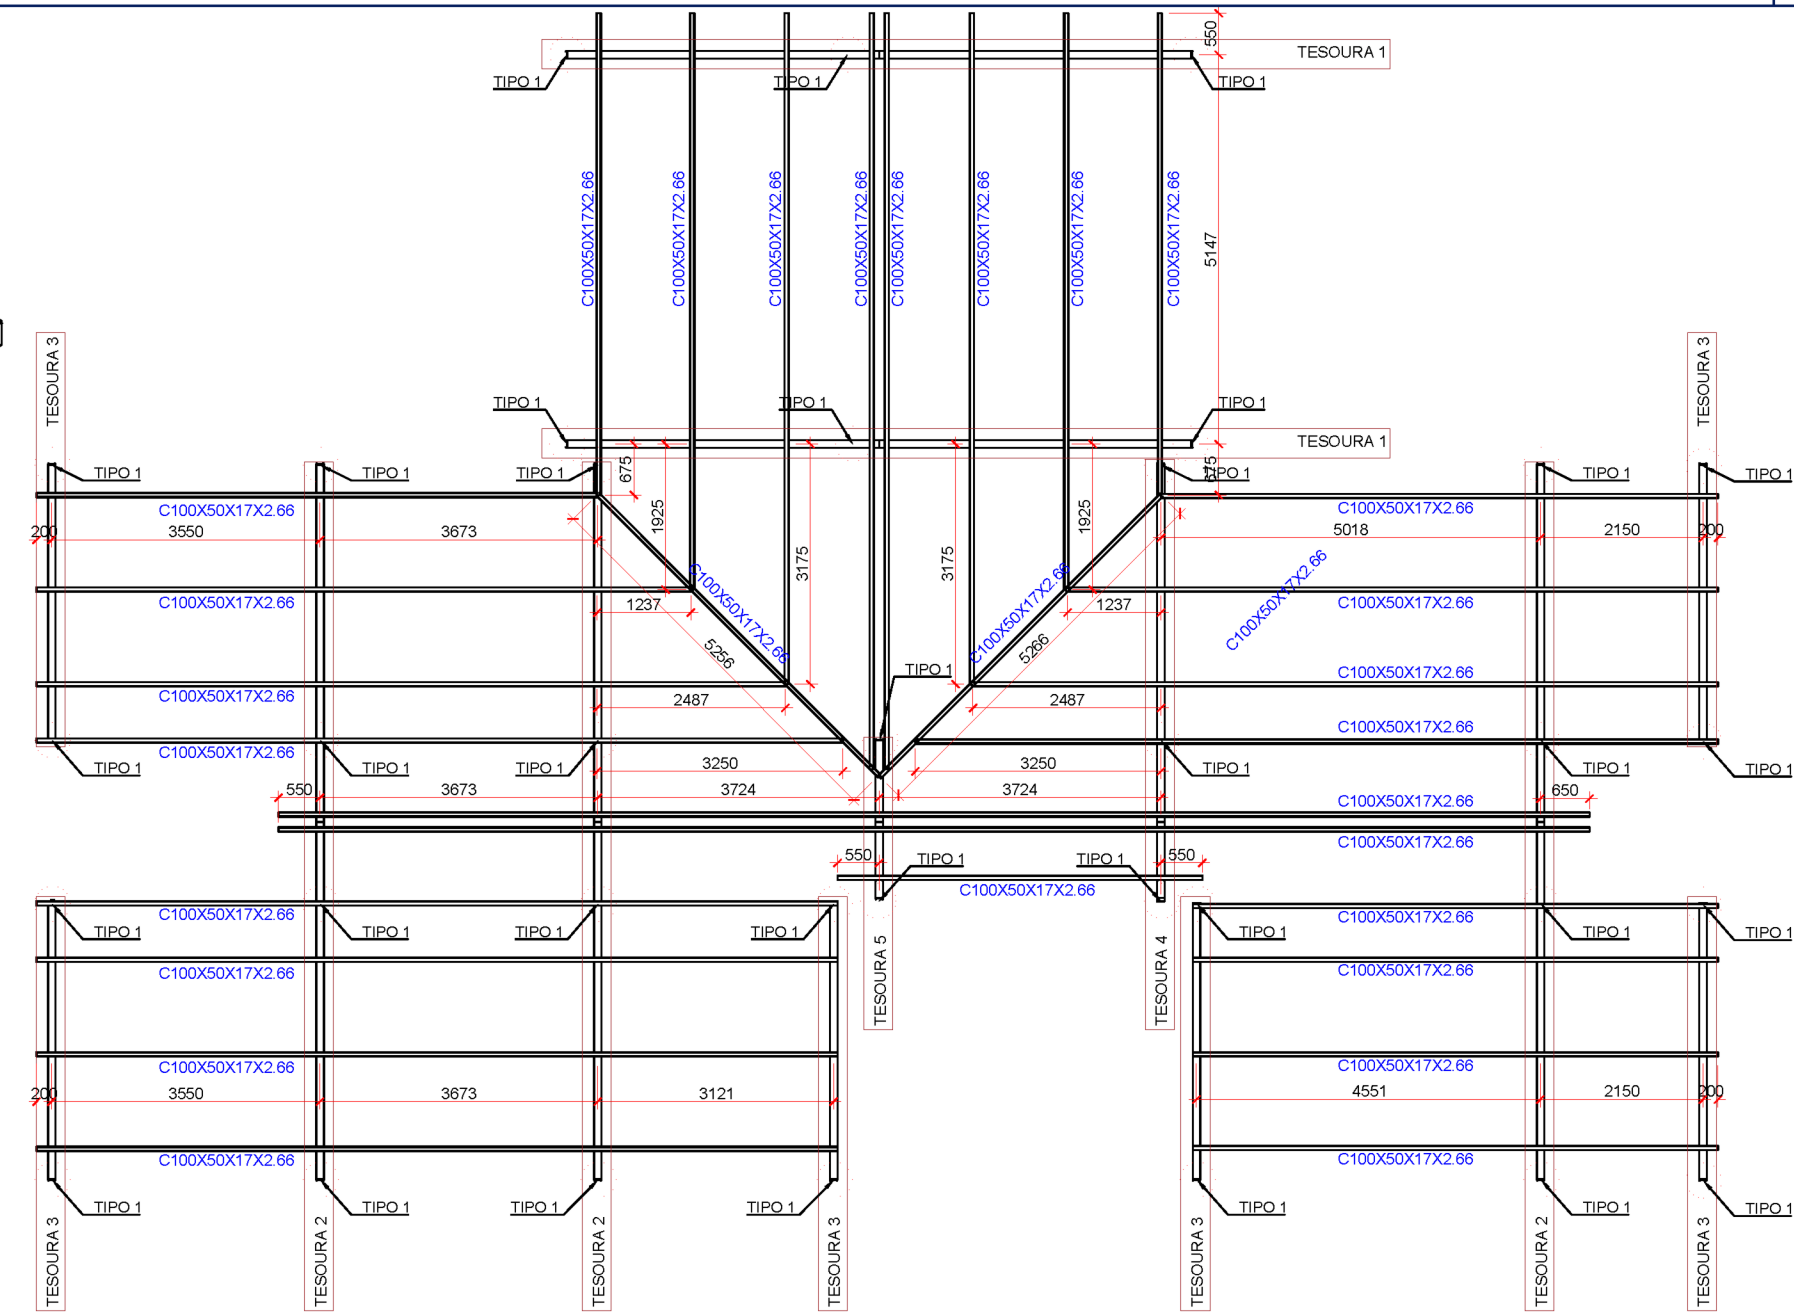 550
TESOURA 1
TIPO 1
TIPO 1
TIPO 1
C100X50X17X2.66
C100X50X17X2.66
C100X50X17X2.66
C100X50X17X2.66
C100X50X17X2.66
C100X50X17X2.66
C100X50X17X2.66
C100X50X17X2.66
5147
TESOURA 3
TESOURA 3
TIPO 1
TIPO 1
TIPO 1
TESOURA 1
TIPO 1
TIPO 1
TIPO 1
675
675
TIPO 1
TIPO 1
TIPO 1
C100X50X17X2.66
1925
1925
C100X50X17X2.66
200
3550
3673
5018
2150
200
3175
3175
C100X50X17X2.66
C100X50X17X2.66
C100X50X17X2.66
C100X50X17X2.66
1237
1237
C100X50X17X2.66
5256
5266
TIPO 1
C100X50X17X2.66
C100X50X17X2.66
2487
2487
C100X50X17X2.66
C100X50X17X2.66
TIPO 1
TIPO 1
TIPO 1
3250
3250
TIPO 1
TIPO 1
TIPO 1
550
3673
3724
3724
C100X50X17X2.66
650
C100X50X17X2.66
550
TIPO 1
TIPO 1
550
C100X50X17X2.66
C100X50X17X2.66
C100X50X17X2.66
TIPO 1
TIPO 1
TIPO 1
TIPO 1
TIPO 1
TIPO 1
TIPO 1
C100X50X17X2.66
C100X50X17X2.66
TESOURA 5
TESOURA 4
C100X50X17X2.66
C100X50X17X2.66
200
3550
3673
3121
4551
2150
200
C100X50X17X2.66
C100X50X17X2.66
TIPO 1
TIPO 1
TIPO 1
TIPO 1
TIPO 1
TIPO 1
TIPO 1
TESOURA 3
TESOURA 2
TESOURA 2
TESOURA 3
TESOURA 3
TESOURA 2
TESOURA 3